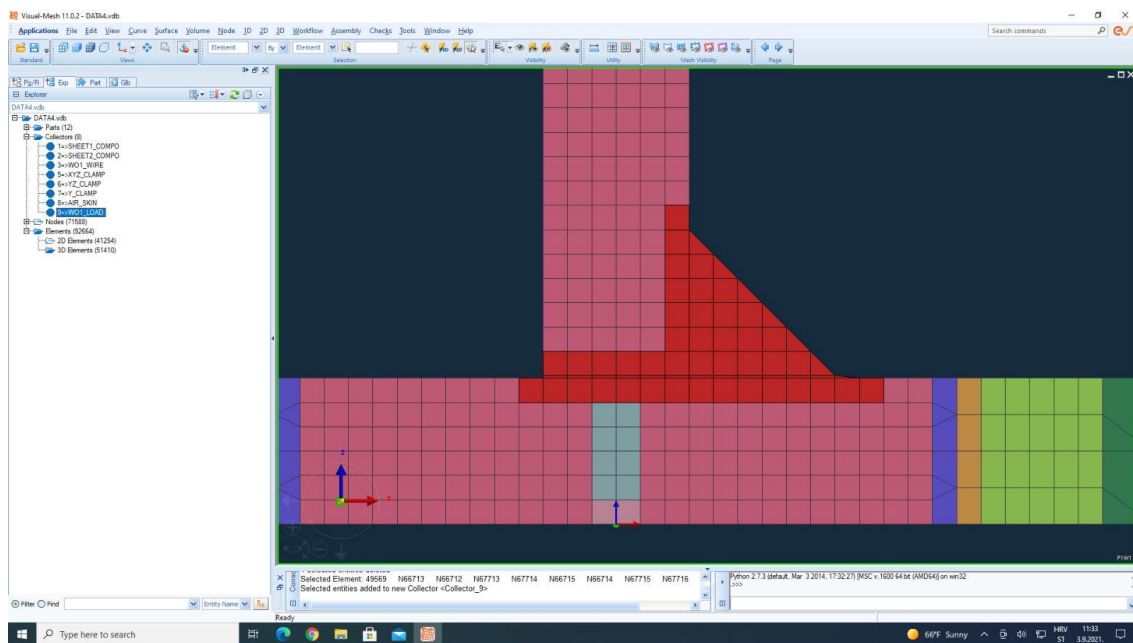 Visual-Mesh 11.0.2 - DATA4.vdb
Applications File Edit View Curve Surface Volume Node 1D 2D 3D Workflow Assembly Checks Tools Window Help
Search commands
Element By Element
Standard Views Selection Visibility Utility Mesh Visibility Page
Pg/R Exp Part Glb
Explorer
DATA4.vdb
DATA4.vdb
Parts (12)
Collectors (8)
1=>SHEET1_COMPO
2=>SHEET2_COMPO
3=>WO1_WIRE
5=>XYZ_CLAMP
6=>YZ_CLAMP
7=>Y_CLAMP
8=>AIR_SKIN
9=>WO1_LOAD
Nodes (71588)
Elements (92664)
2D Elements (41254)
3D Elements (51410)
Z
X
P1W1
Selected Element: 49569 N66713 N66712 N67713 N67714 N66715 N66714 N67715 N67716
Selected entities added to new Collector <Collector_9>
Python 2.7.3 (default, Mar 3 2014, 17:32:27) [MSC v.1600 64 bit (AMD64)] on win32
>>>
Filter Find Entity Name
Ready
Type here to search
66°F Sunny
HRV
ST
11:33
3.9.2021.